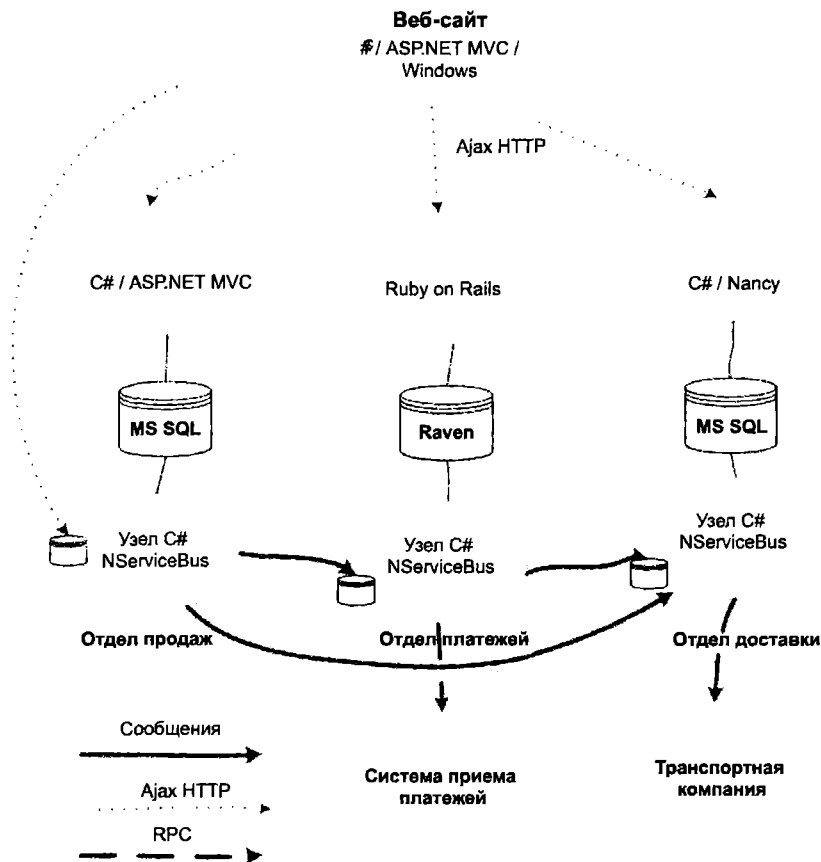 Веб-сайт
# / ASP.NET MVC /
Windows
Ajax HTTP
C# / ASP.NET MVC
Ruby on Rails
C# / Nancy
MS SQL
Raven
MS SQL
Узел C#
NServiceBus
Узел C#
NServiceBus
Узел C#
NServiceBus
Отдел продаж
Отдел платежей
Отдел доставки
Сообщения
Ajax HTTP
RPC
Система приема
платежей
Транспортная
компания